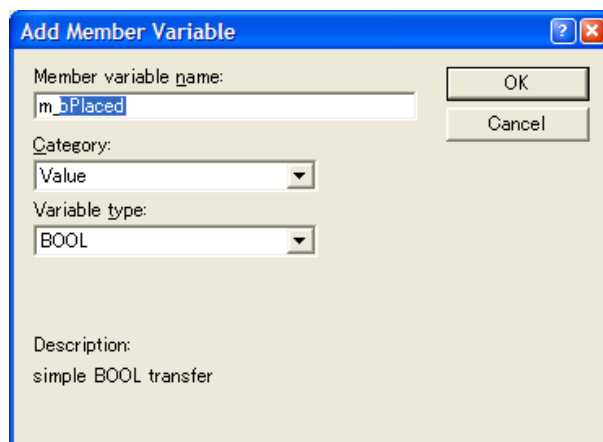 Add Member Variable
Member variable name:
m_bPlaced
OK
Cancel
Category:
Value
Variable type:
BOOL
Description:
simple BOOL transfer